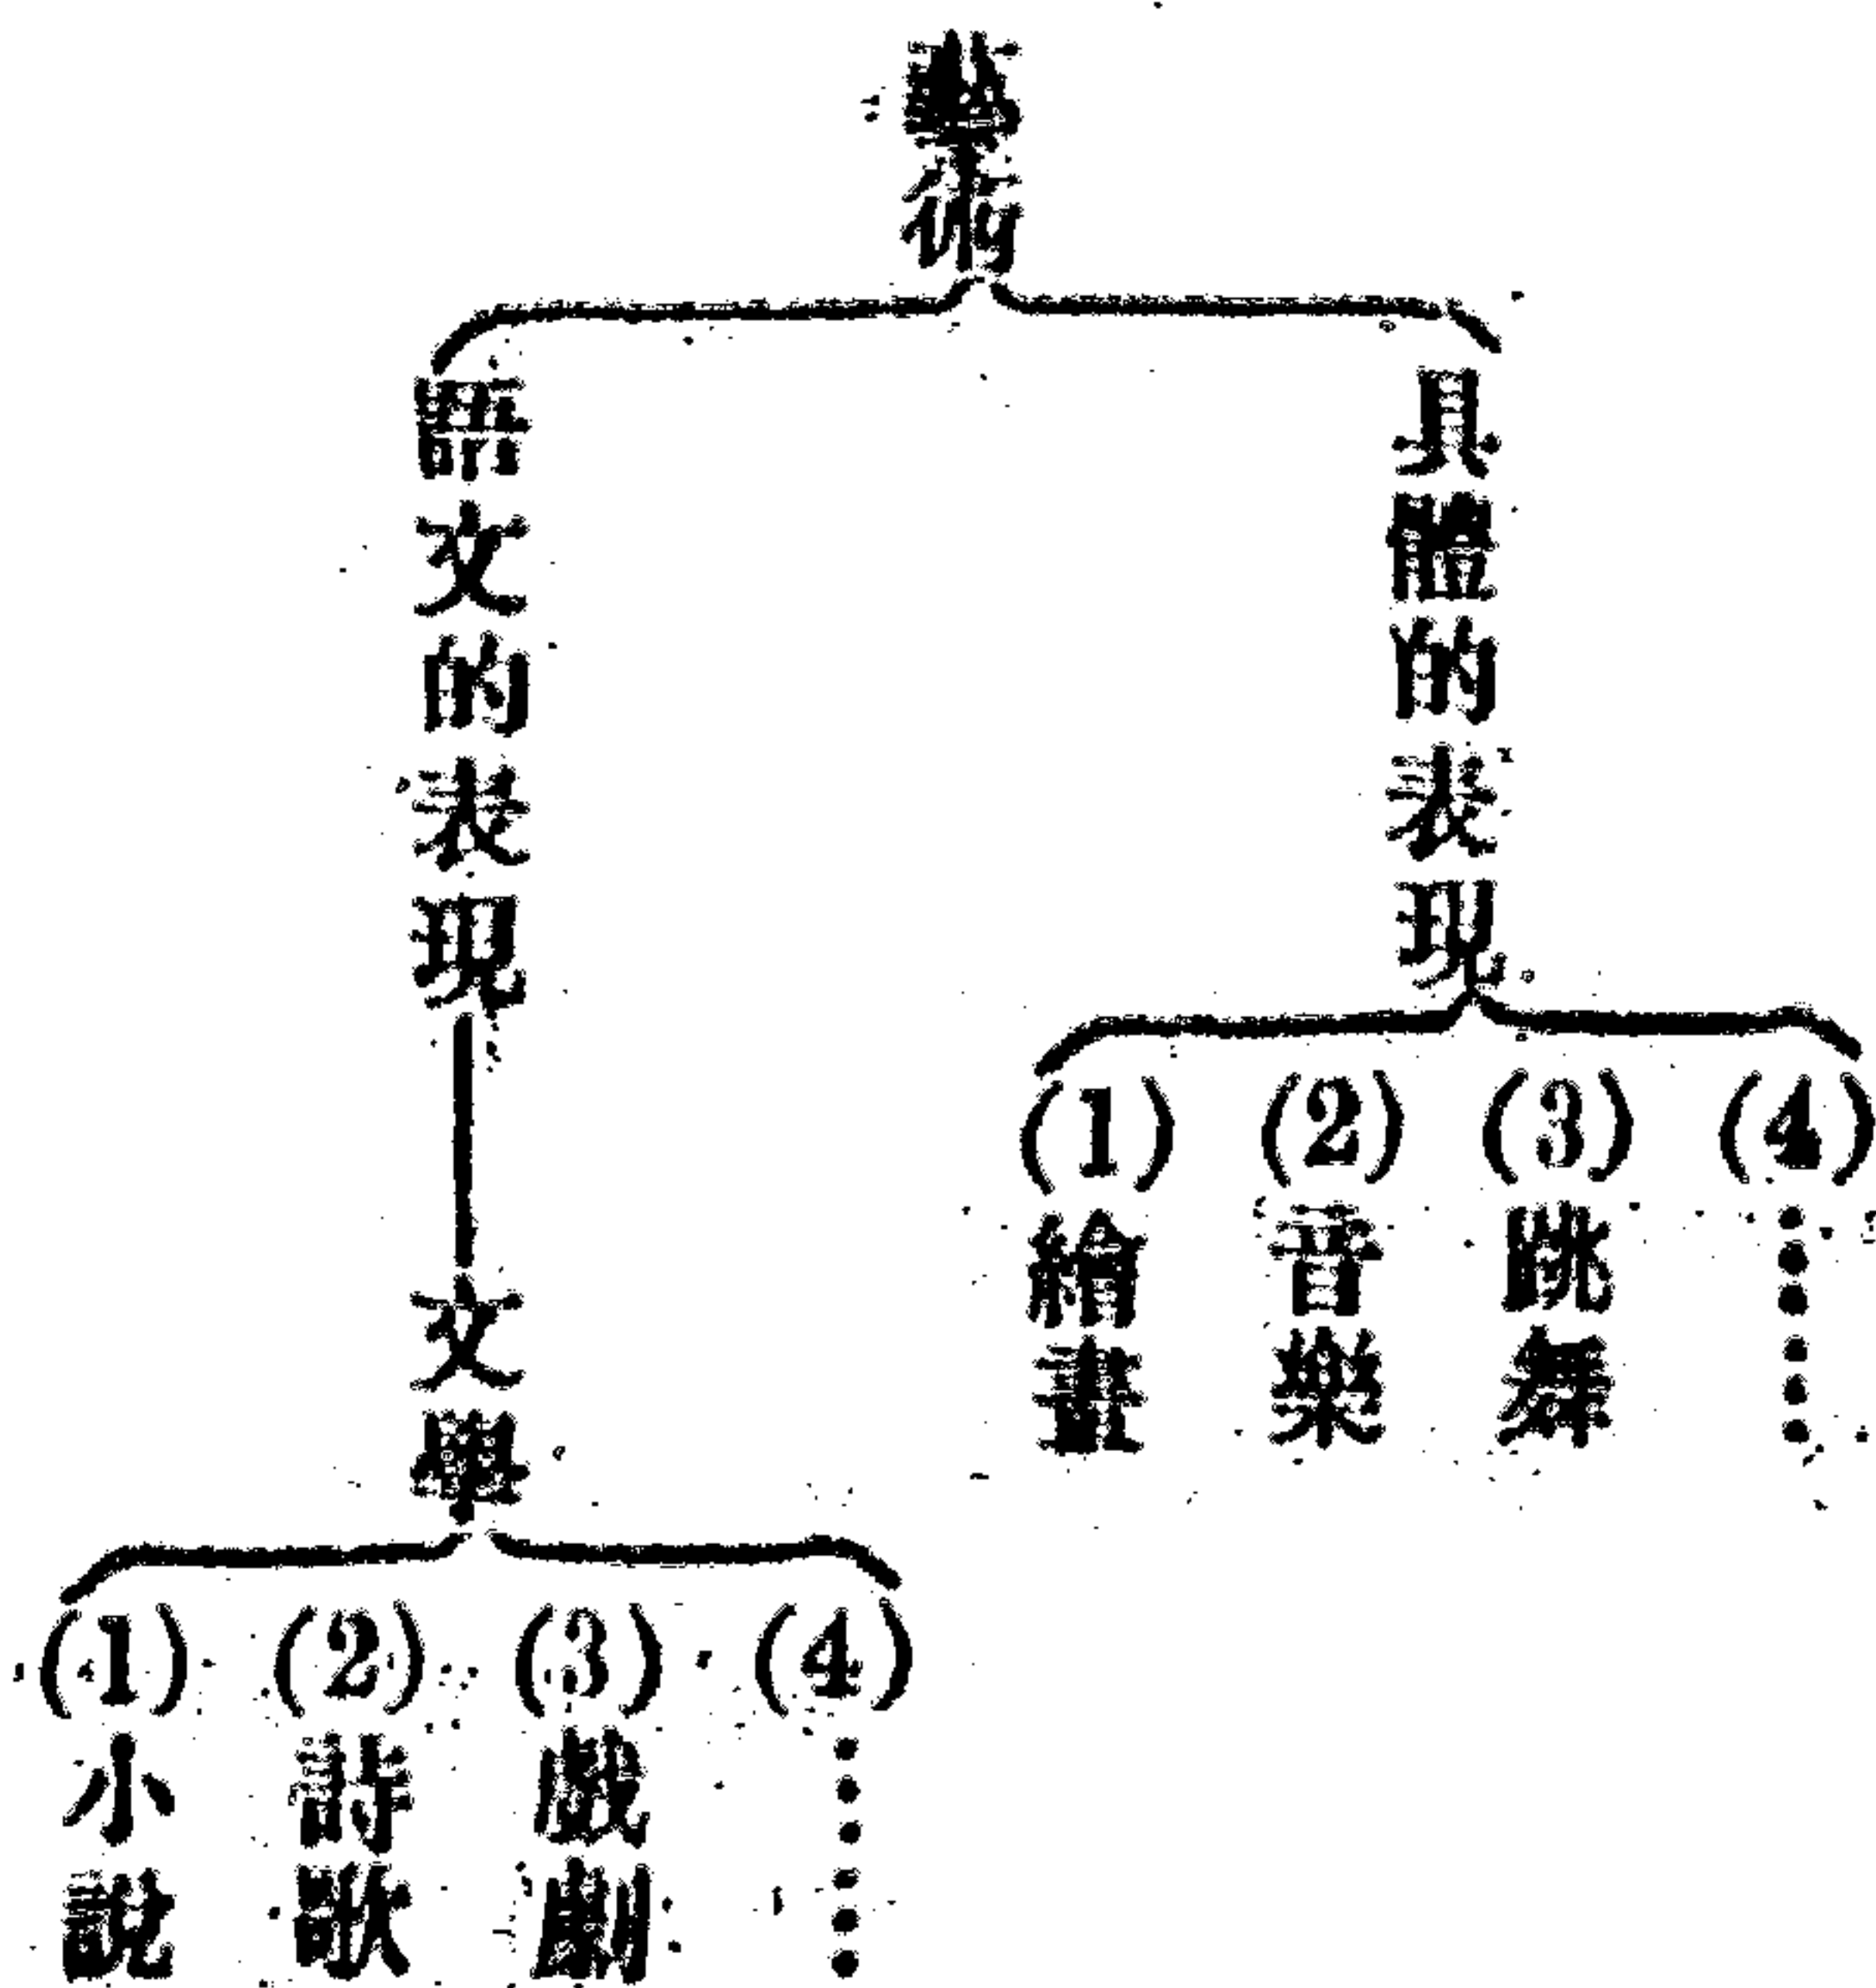 藝術
文的表現
具體的表現
(1)繪畫
(2)音樂
(3)跳舞
(4)……
文學
(1)小說
(2)詩歌
(3)戲劇
(4)……